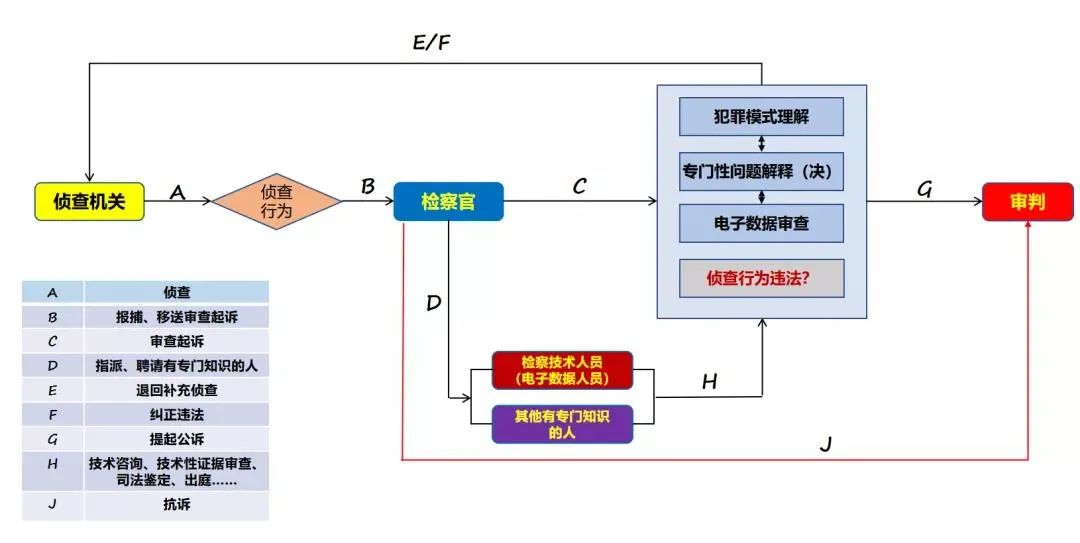 E/F
犯罪模式理解
专门性问题解释（决）
电子数据审查
侦查行为违法?
侦查机关
A
侦查
行为
B
检察官
C
G
审判
D
检察技术人员
（电子数据人员）
其他有专门知识
的人
H
J
A 侦查
B 报捕、移送审查起诉
C 审查起诉
D 指派、聘请有专门知识的人
E 退回补充侦查
F 纠正违法
G 提起公诉
H 技术咨询、技术性证据审查、
司法鉴定、出庭......
J 抗诉